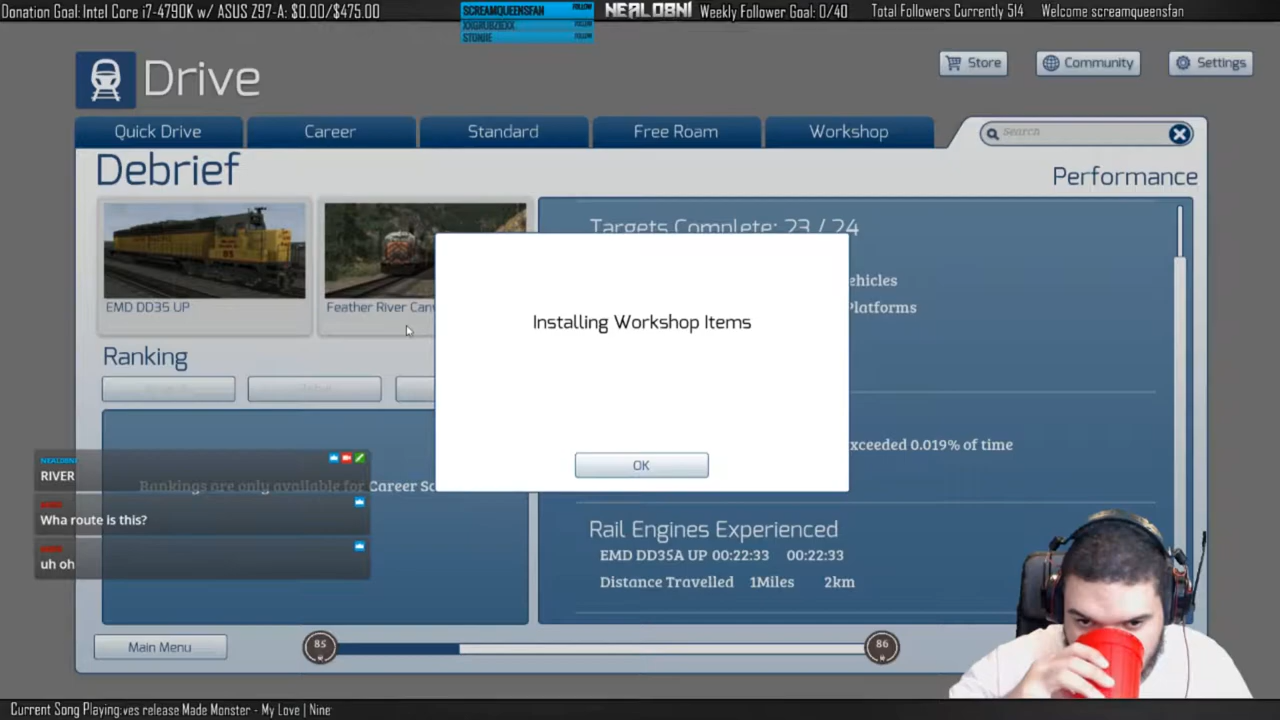 Donation Goal: Intel Core i7-4790K w/ ASUS Z97-A: $0.00/$475.00
SCREAMQUEENSFAN FOLLOW
FOLLOW
STONJIE FOLLOW
NEALOBNI
Weekly Follower Goal: 0/40
Total Followers Currently 514
Welcome screamqueensfan
Drive
Store
Community
Settings
Quick Drive
Career
Standard
Free Roam
Workshop
Search
Debrief
Performance
EMD DD35 UP
Feather River Can
Targets Complete: 23 / 24
ehicles
Platforms
Installing Workshop Items
OK
Ranking
Rankings are only available for Career Sc
xceeded 0.019% of time
NEALOBNI
RIVER
Wha route is this?
uh oh
Rail Engines Experienced
EMD DD35A UP 00:22:33 00:22:33
Distance Travelled 1Miles 2km
Main Menu
85
86
Current Song Playing:ves release Made Monster - My Love | Nine